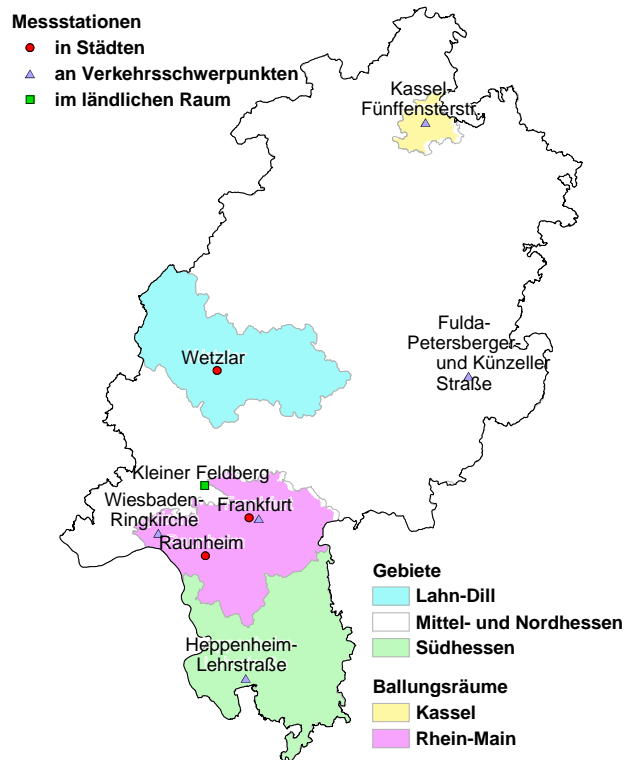 Messstationen
in Städten
an Verkehrsschwerpunkten
im ländlichen Raum
Kassel-
Fünffensterstr.
Fulda-
Petersberger-
und Künzeller
Straße
Wetzlar
Kleiner Feldberg
Wiesbaden-
Ringkirche
Frankfurt
Raunheim
Heppenheim-
Lehrstraße
Gebiete
Lahn-Dill
Mittel- und Nordhessen
Südhessen
Ballungsräume
Kassel
Rhein-Main